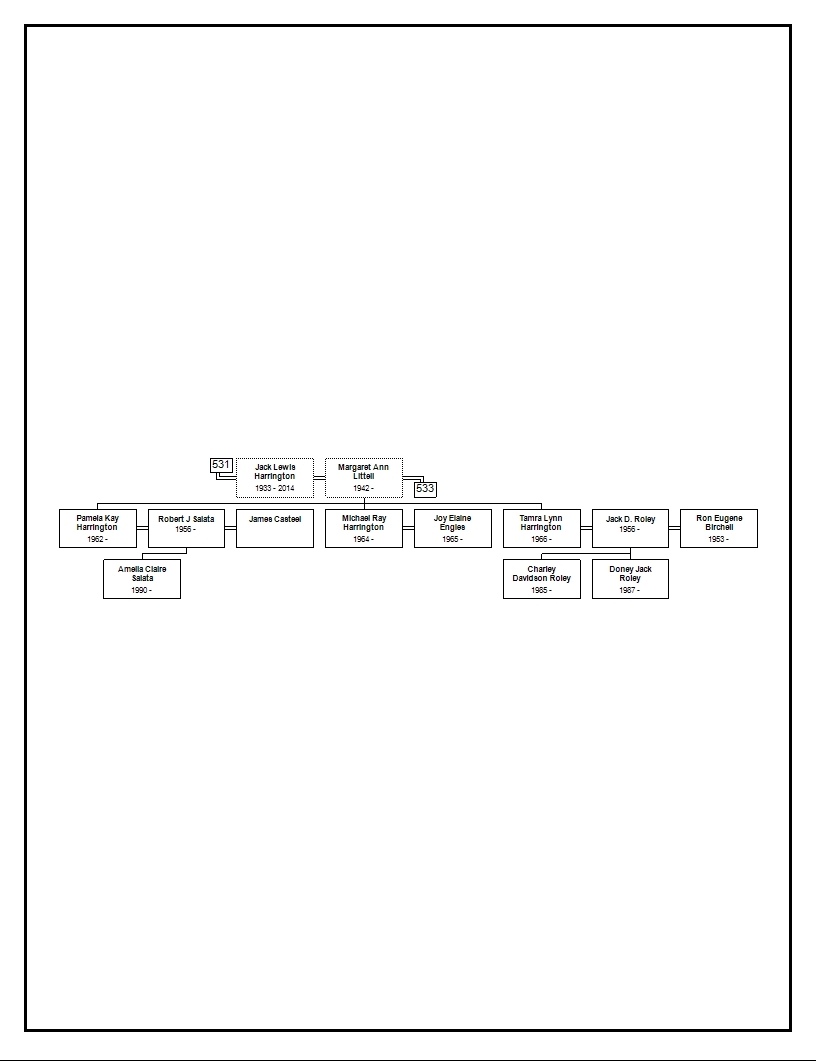 531
Jack Lewis
Harrington
1933 - 2014
Margaret Ann
Littell
1942 -
533
Pamela Kay
Harrington
1962 -
Robert J Salata
1956 -
James Casteel
Michael Ray
Harrington
1964 -
Joy Elaine
Engles
1965 -
Tamra Lynn
Harrington
1966 -
Jack D. Roley
1956 -
Ron Eugene
Birchell
1953 -
Amelia Claire
Salata
1990 -
Charley
Davidson Roley
1985 -
Doney Jack
Roley
1987 -